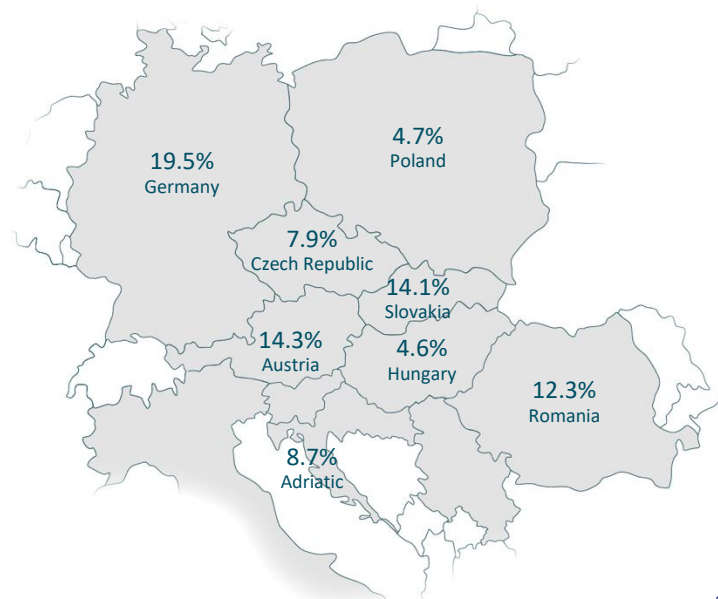 4.7%
Poland
19.5%
Germany
7.9%
Czech Republic
14.1%
Slovakia
14.3%
Austria
4.6%
Hungary
12.3%
Romania
8.7%
Adriatic